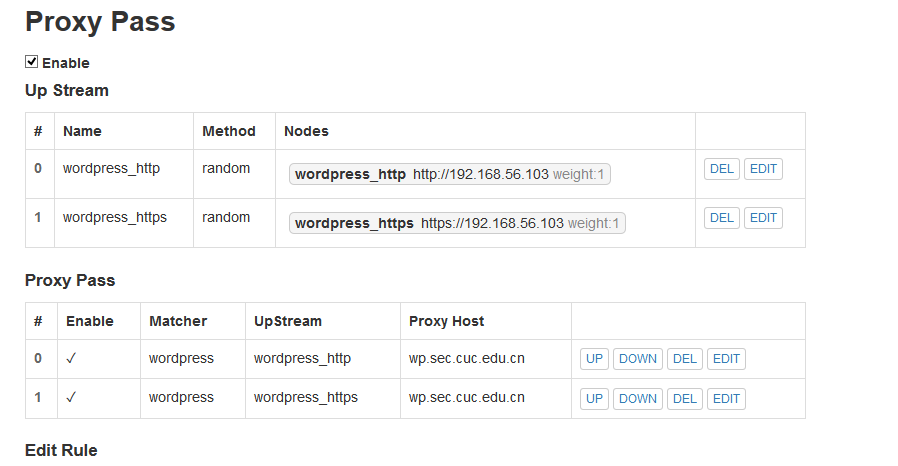 Proxy Pass
Enable
Up Stream
# Name Method Nodes
0 wordpress_http random wordpress_http http://192.168.56.103 weight:1 DEL EDIT
1 wordpress_https random wordpress_https https://192.168.56.103 weight:1 DEL EDIT
Proxy Pass
# Enable Matcher UpStream Proxy Host
0 ✓ wordpress wordpress_http wp.sec.cuc.edu.cn UP DOWN DEL EDIT
1 ✓ wordpress wordpress_https wp.sec.cuc.edu.cn UP DOWN DEL EDIT
Edit Rule